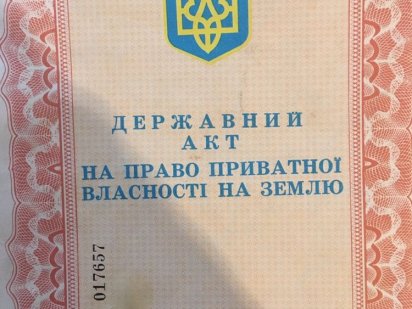 ДЕРЖАВНИЙ
АКТ
НА ПРАВО ПРИВАТНОЇ
ВЛАСНОСТІ НА ЗЕМЛЮ
017657